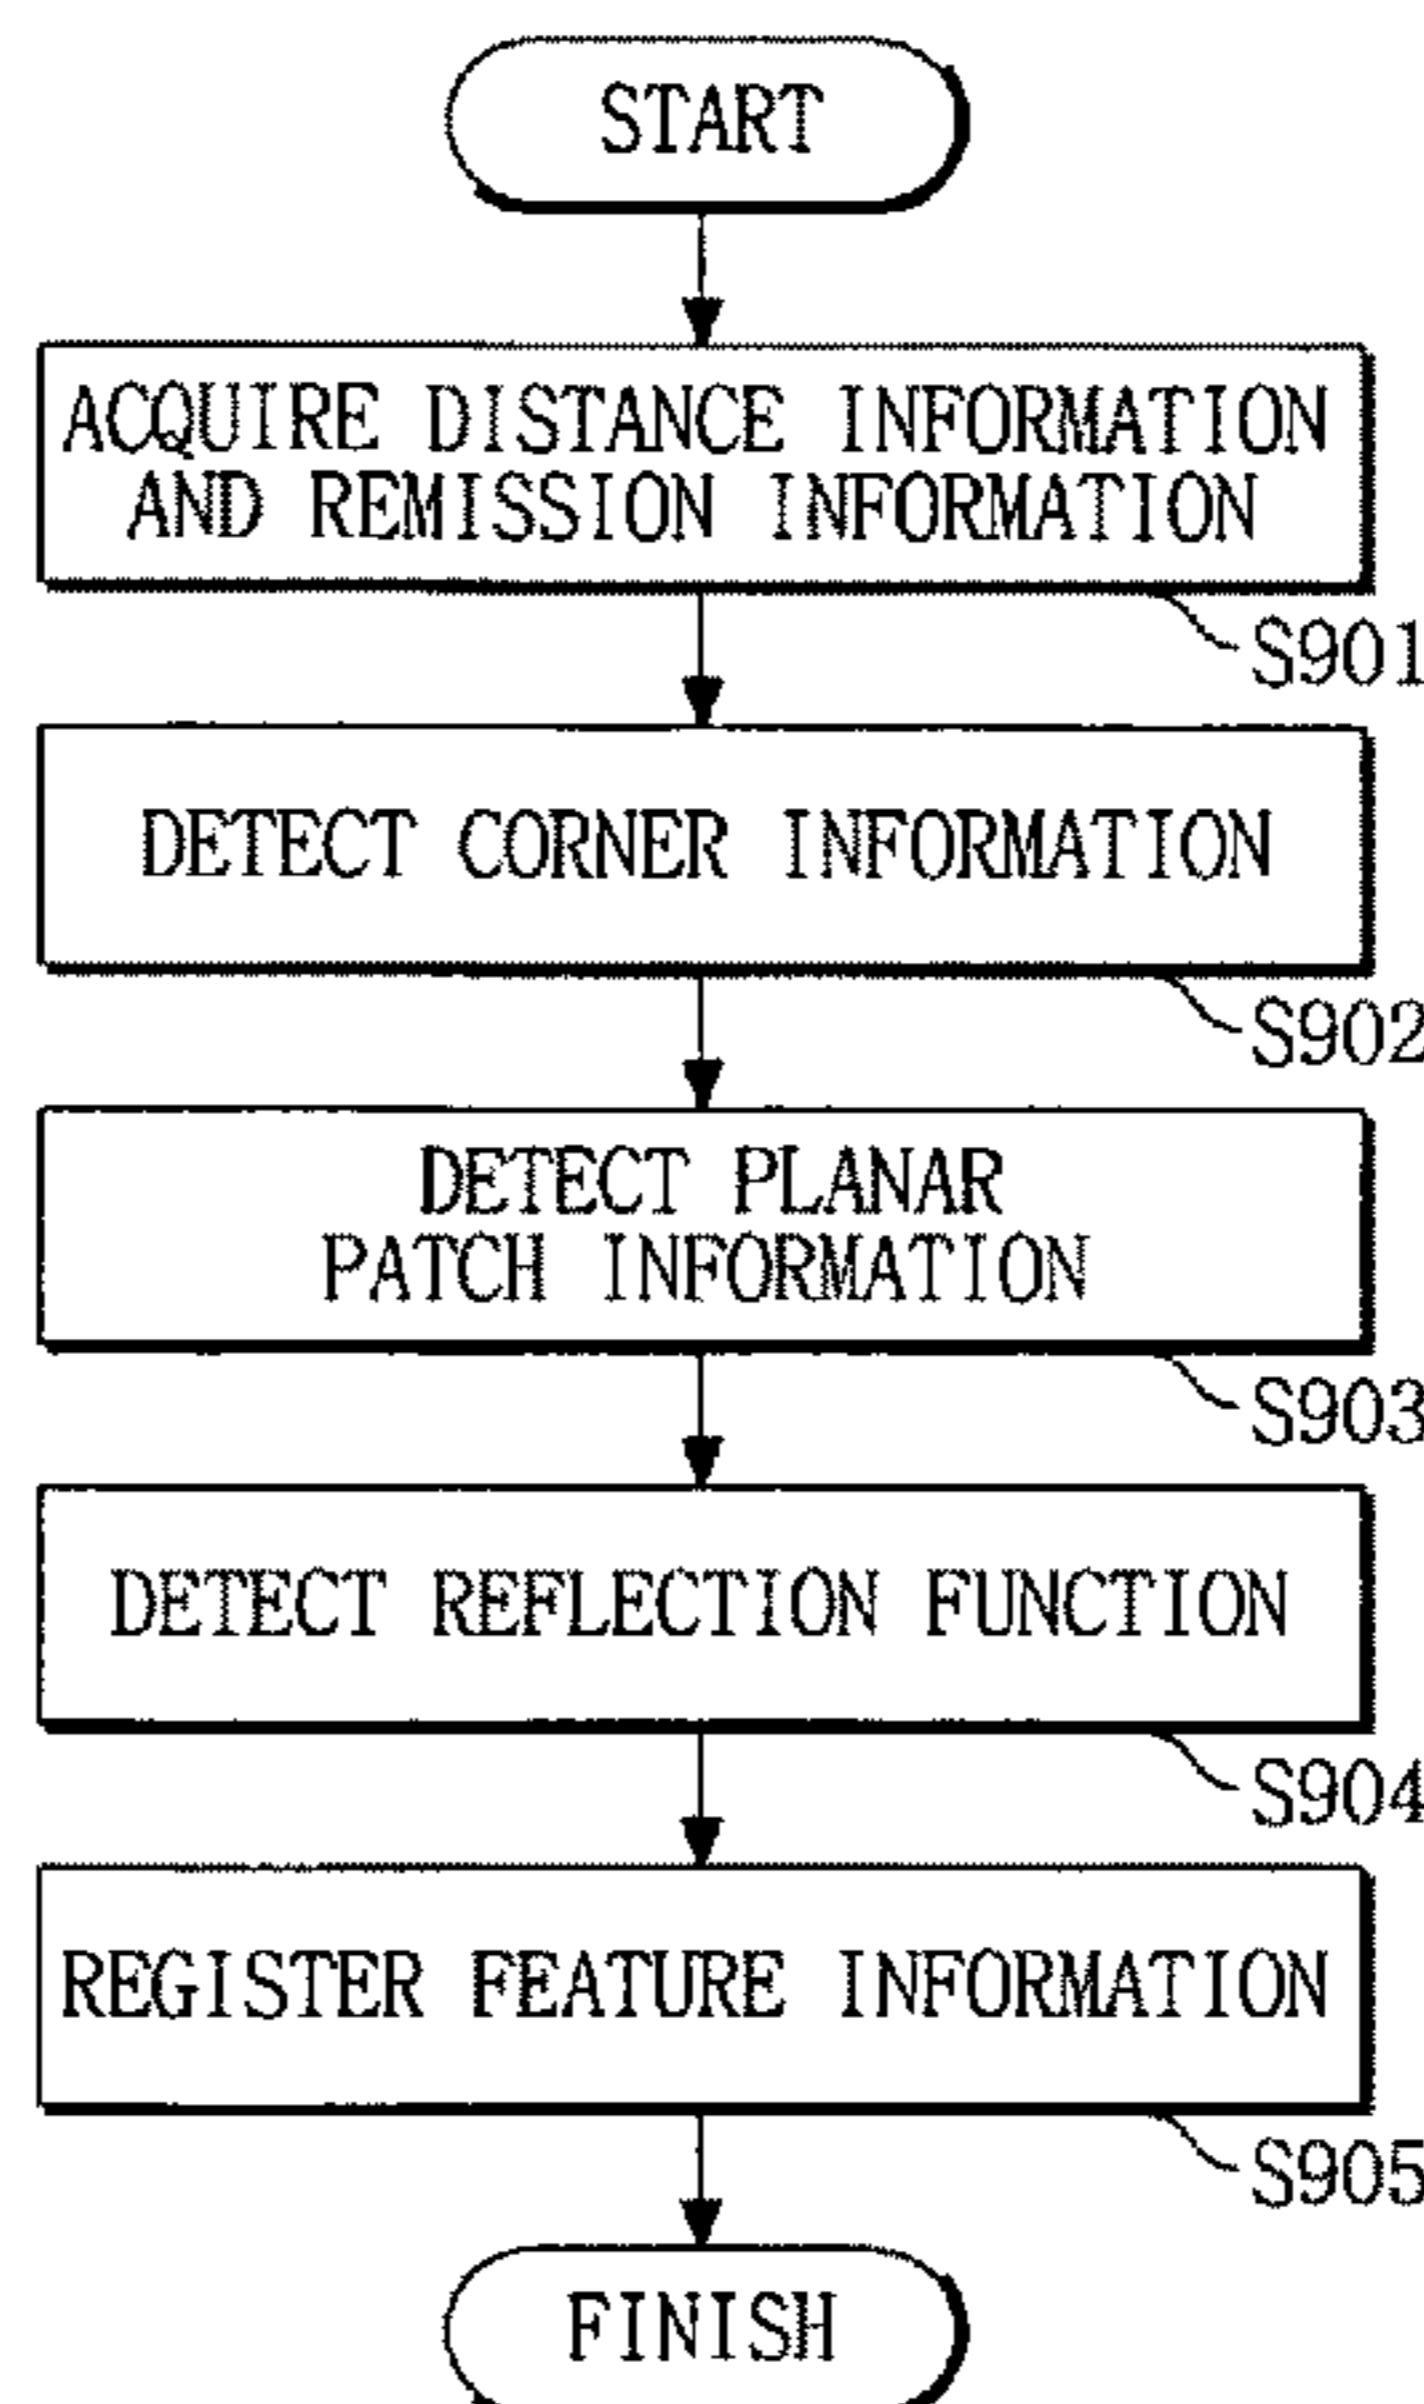 START
ACQUIRE DISTANCE INFORMATION
AND REMISSION INFORMATION
S901
DETECT CORNER INFORMATION
S902
DETECT PLANAR
PATCH INFORMATION
S903
DETECT REFLECTION FUNCTION
S904
REGISTER FEATURE INFORMATION
S905
FINISH